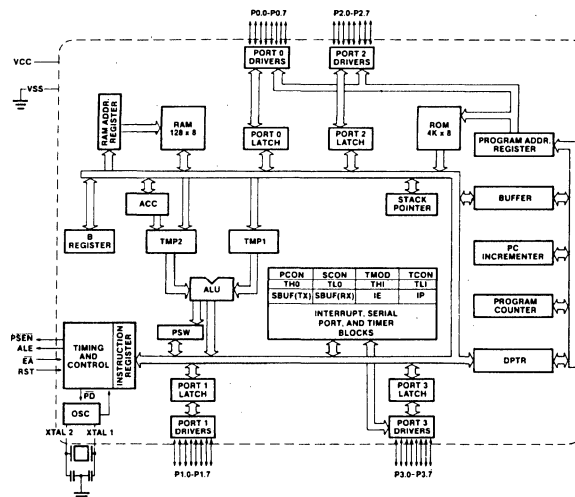 P0.0-P0.7
P2.0-P2.7
VCC
VSS
PORT 0
DRIVERS
PORT 2
DRIVERS
RAM ADDR.
REGISTER
RAM
128 x 8
PORT 0
LATCH
PORT 2
LATCH
ROM
4K x 8
PROGRAM ADDR.
REGISTER
B
REGISTER
ACC
TMP2
TMP1
STACK
POINTER
BUFFER
PC
INCREMENTER
PROGRAM
COUNTER
DPTR
ALU
PSW
PCON SCON TMOD TCON
TH0 TL0 THI TLI
SBUF(TX) SBUF(RX) IE IP
INTERRUPT, SERIAL
PORT, AND TIMER
BLOCKS
PSEN
ALE
EA
RST
TIMING
AND
CONTROL
INSTRUCTION
REGISTER
PD
OSC
XTAL 2 XTAL 1
PORT 1
LATCH
PORT 1
DRIVERS
PORT 3
LATCH
PORT 3
DRIVERS
P1.0-P1.7
P3.0-P3.7